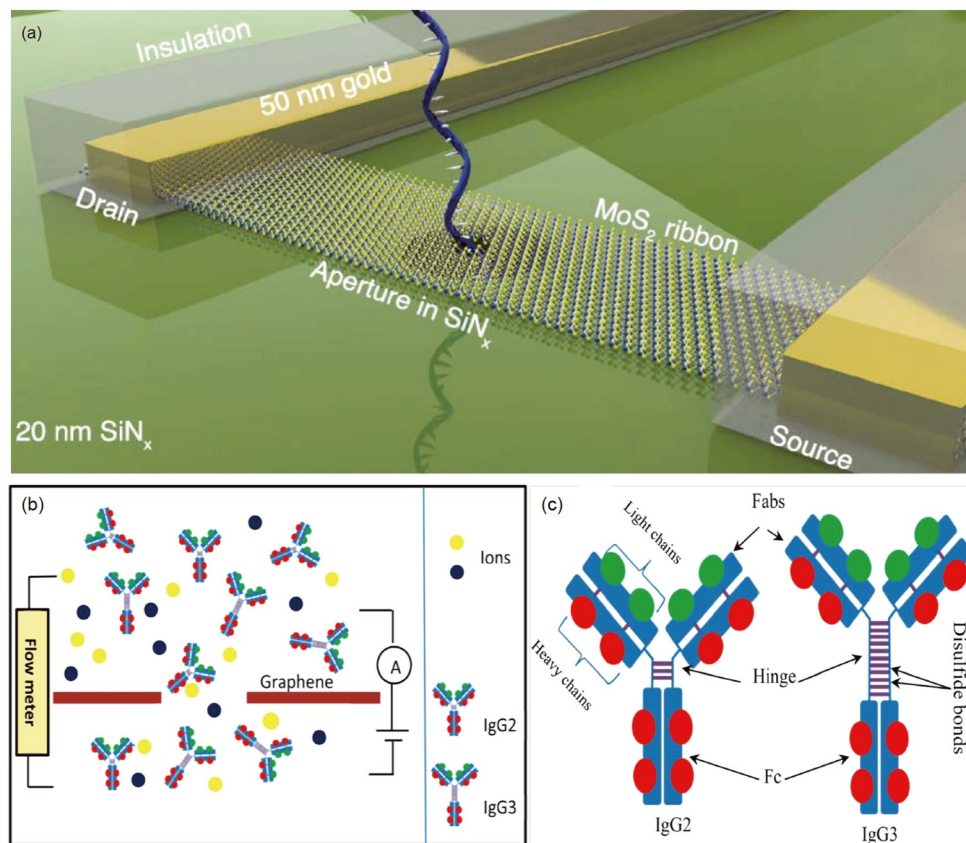 (a)
Insulation
50 nm gold
Drain
MoS₂ ribbon
Aperture in SiNₓ
20 nm SiNₓ
Source
(b)
Flow meter
Graphene
A
Ions
IgG2
IgG3
(c)
Light chains
Heavy chains
Fabs
Hinge
Disulfide bonds
Fc
IgG2
IgG3